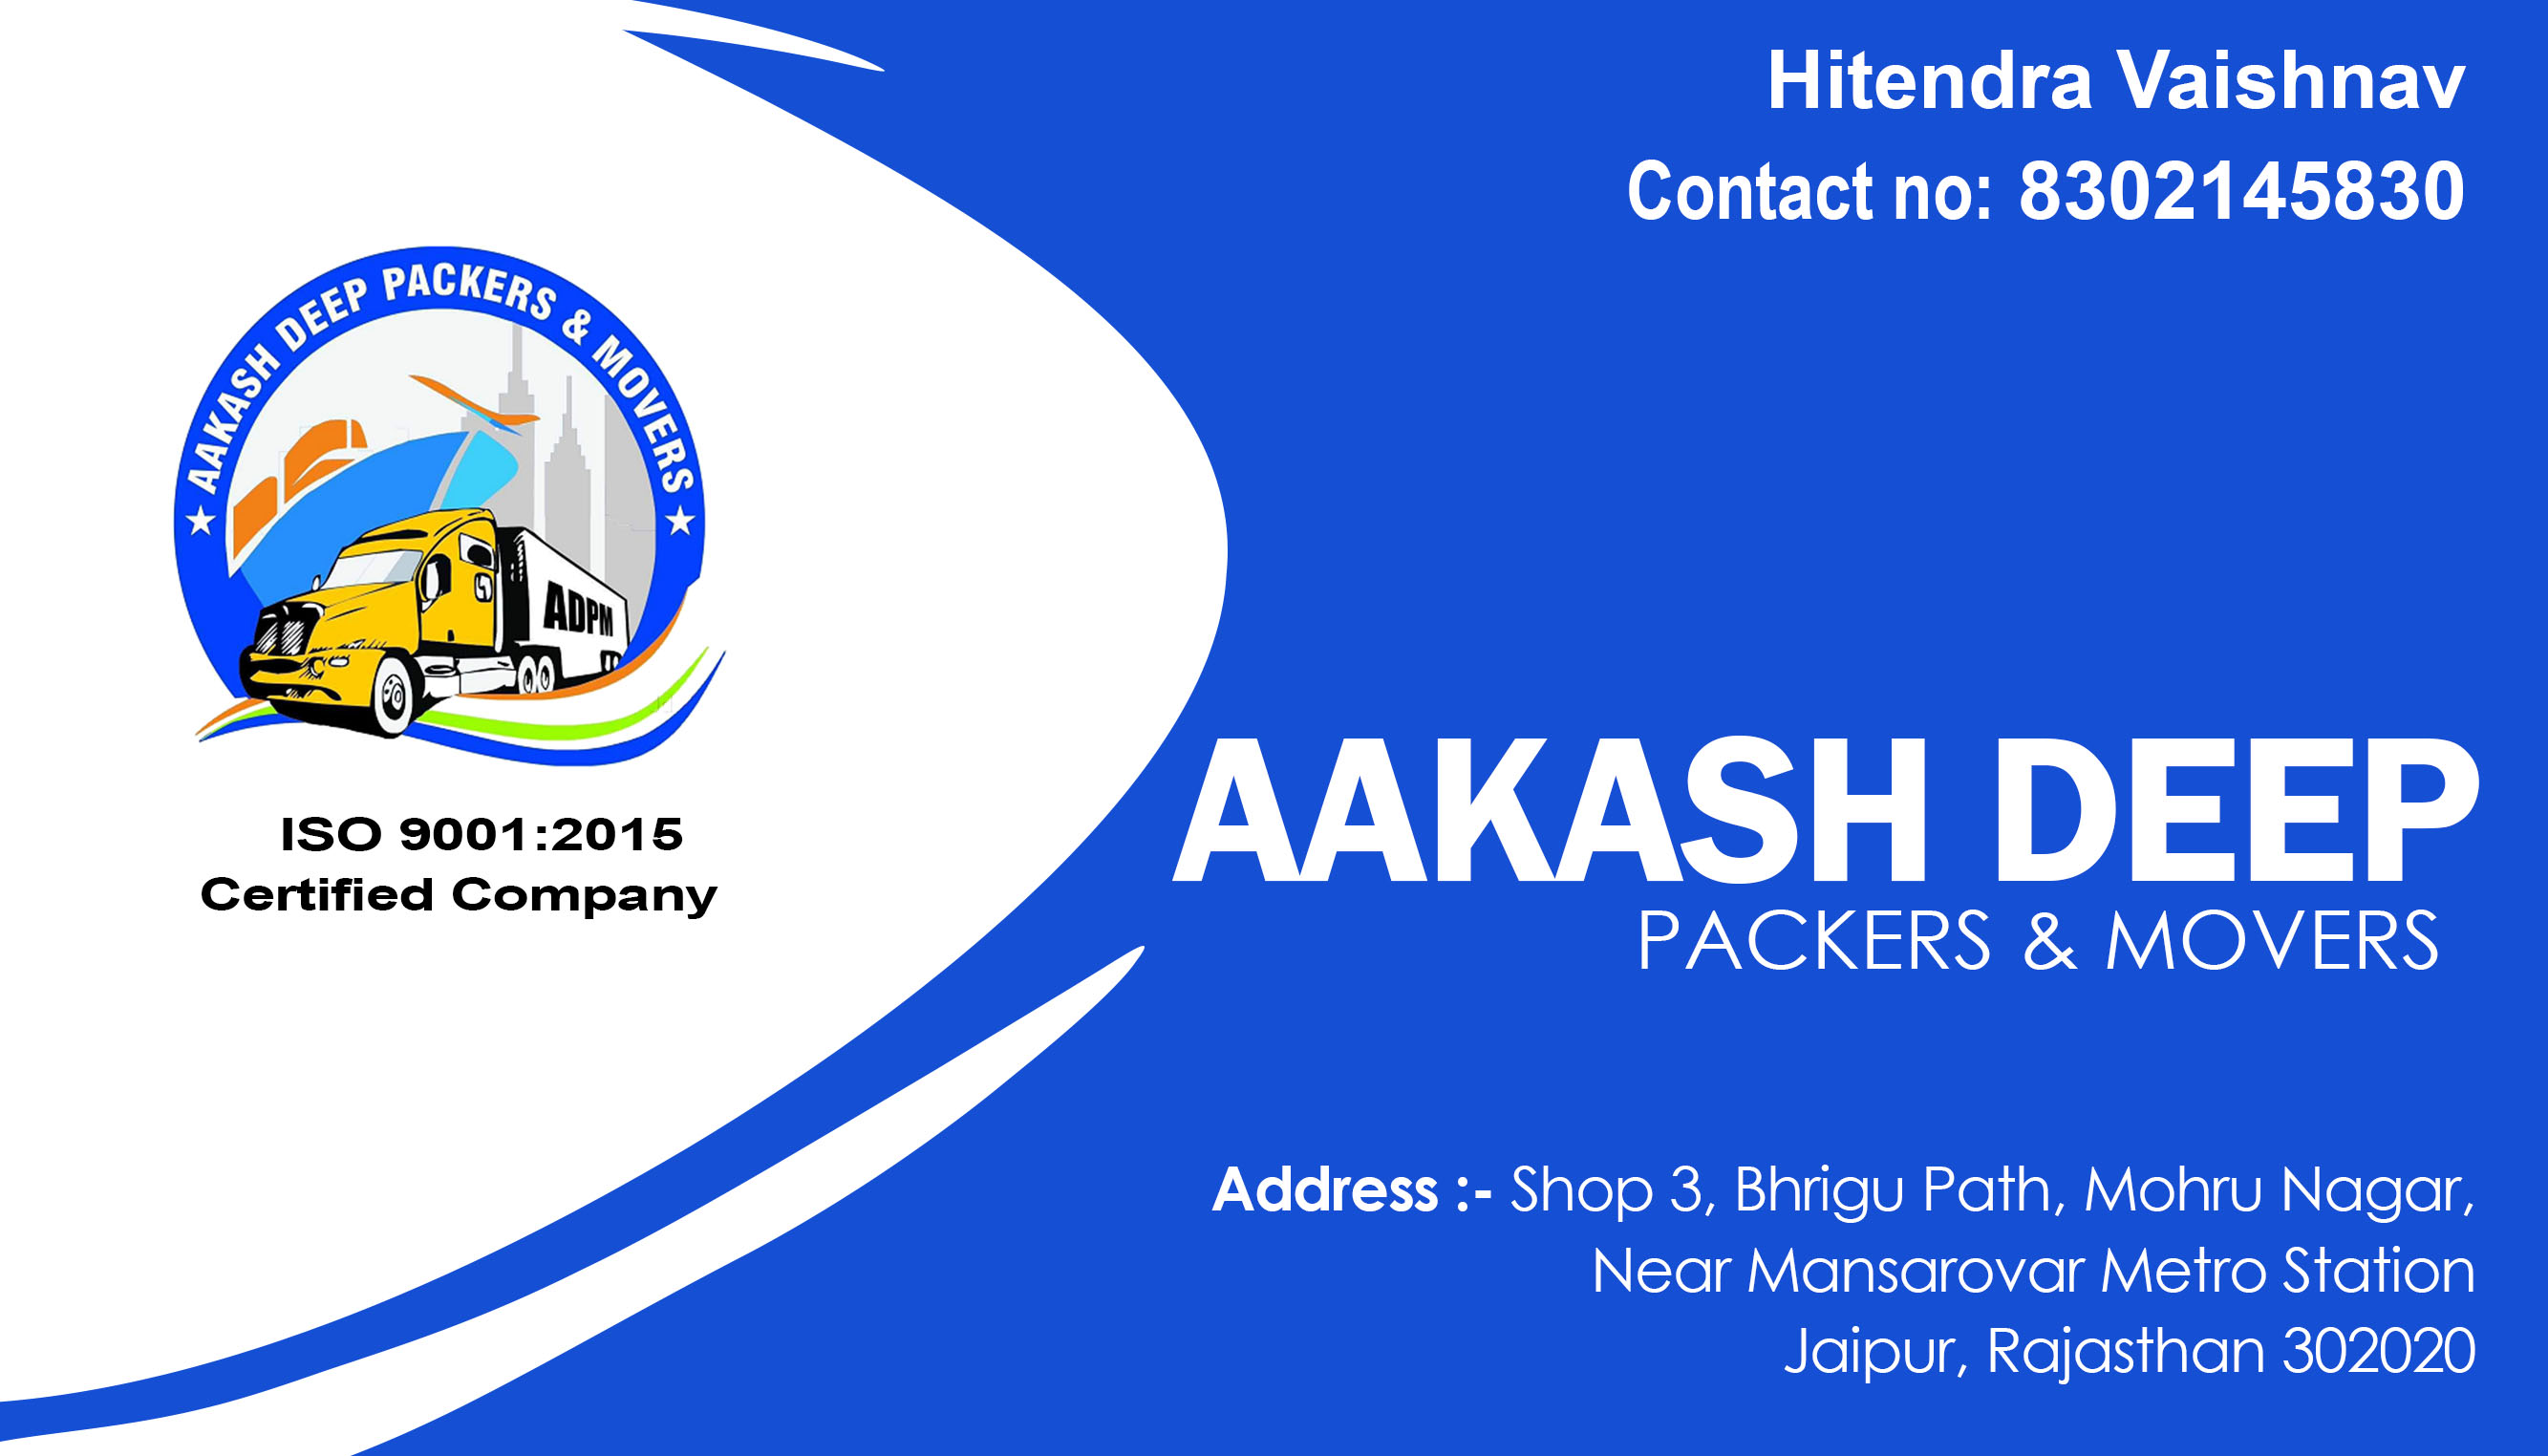 Hitendra Vaishnav
Contact no: 8302145830
AAKASH DEEP PACKERS & MOVERS
ADPM
ISO 9001:2015
Certified Company
AAKASH DEEP
PACKERS & MOVERS
Address :- Shop 3, Bhrigu Path, Mohru Nagar,
Near Mansarovar Metro Station
Jaipur, Rajasthan 302020